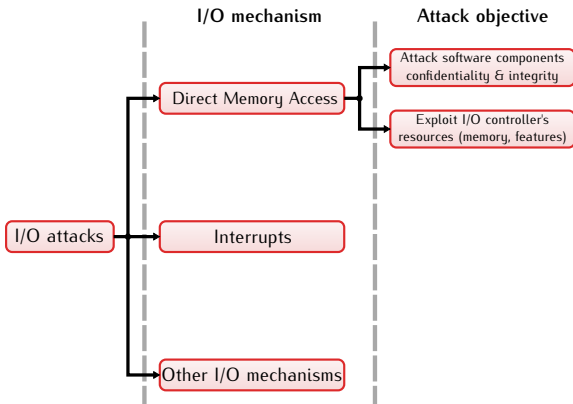 I/O mechanism
Attack objective
Attack software components
confidentiality & integrity
Direct Memory Access
Exploit I/O controller's
resources (memory, features)
I/O attacks
Interrupts
Other I/O mechanisms